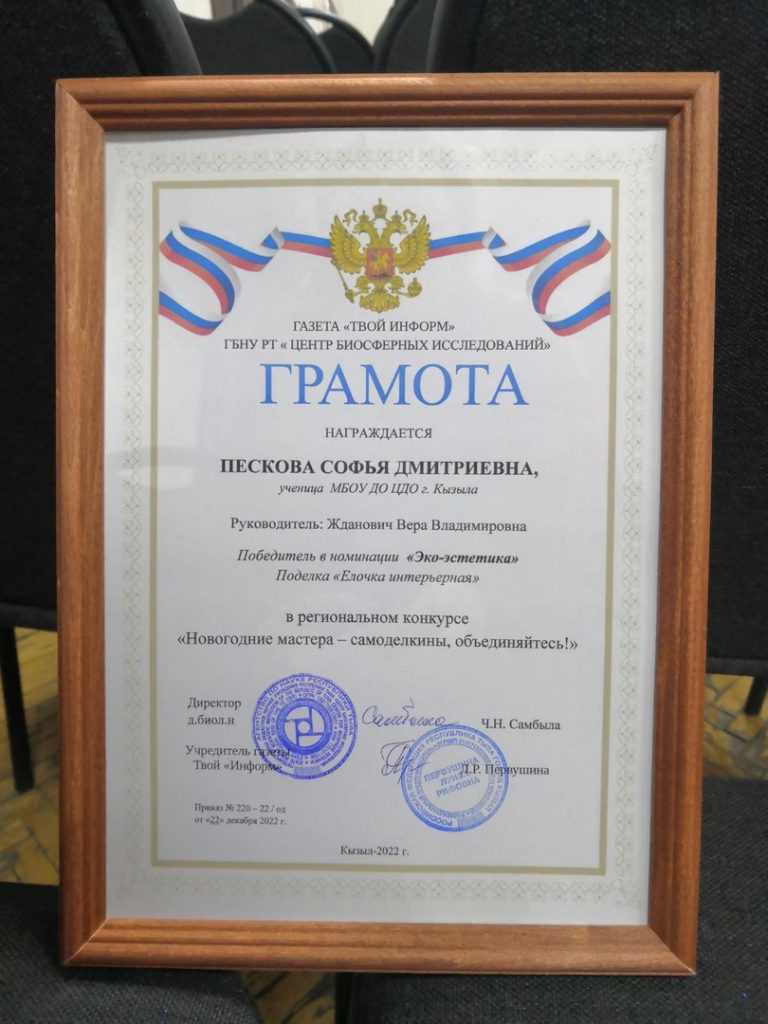 ГАЗЕТА «ТВОЙ ИНФОРМ»
ГБНУ РТ « ЦЕНТР БИОСФЕРНЫХ ИССЛЕДОВАНИЙ»
ГРАМОТА
НАГРАЖДАЕТСЯ
ПЕСКОВА СОФЬЯ ДМИТРИЕВНА,
ученица МБОУ ДО ЦДО г. Кызыла
Руководитель: Жданович Вера Владимировна
Победитель в номинации «Эко-эстетика»
Поделка «Елочка интерьерная»
в региональном конкурсе
«Новогодние мастера – самоделкины, объединяйтесь!»
Директор
д.биол.н
Ч.Н. Самбыла
Учредитель газеты
Твой «Информ»
Л.Р. Первушина
ПЕРВУШИНА
РИФОВНА
Приказ № 220 – 22 / од
от «22» декабря 2022 г.
Кызыл-2022 г.